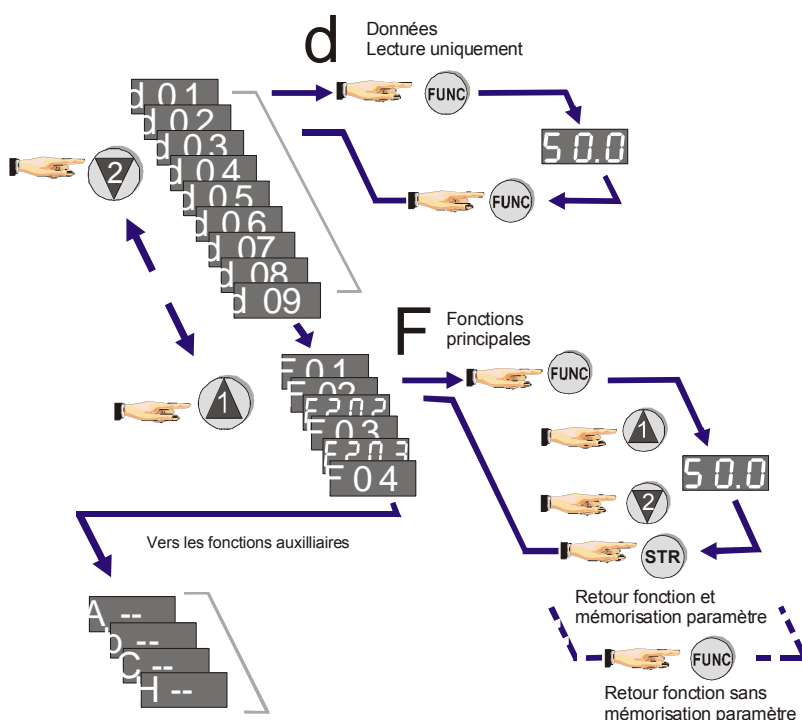 d
Données
Lecture uniquement
FUNC
d 01
d 02
d 03
d 04
d 05
d 06
d 07
d 08
d 09
2
50.0
FUNC
F
Fonctions
principales
F 01
F 02
F202
F 03
F203
F 04
FUNC
1
1
50.0
2
STR
Vers les fonctions auxilliaires
A --
b --
C --
H --
Retour fonction et
mémorisation paramètre
FUNC
Retour fonction sans
mémorisation paramètre